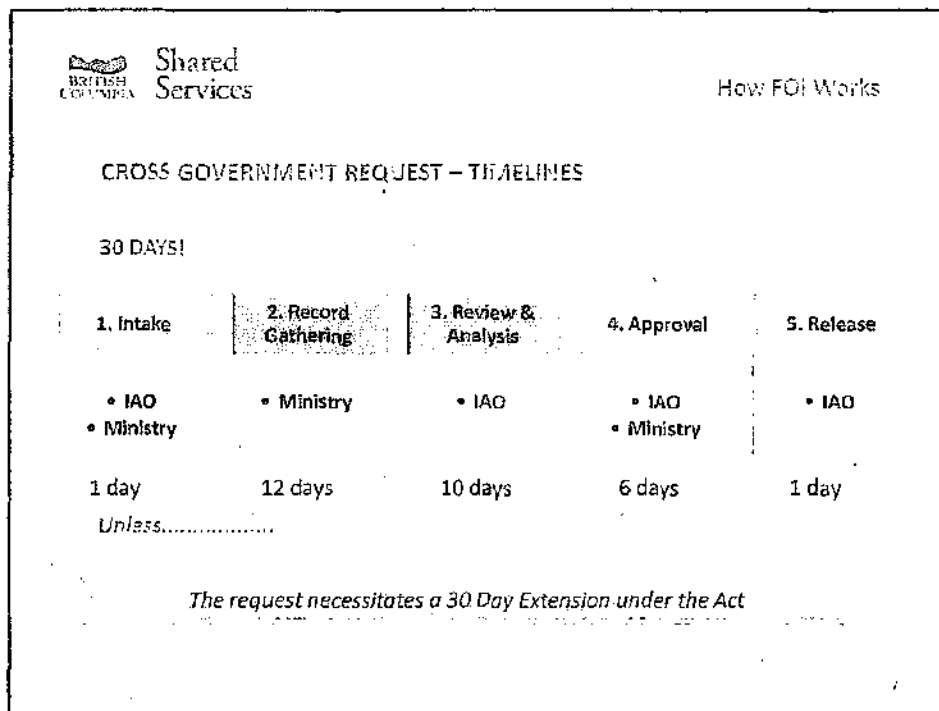 BRITISH
COLUMBIA
Shared
Services
How FOI Works
CROSS GOVERNMENT REQUEST – TIMELINES
30 DAYS!
1. Intake
2. Record
Gathering
3. Review &
Analysis
4. Approval
5. Release
• IAO
• Ministry
• Ministry
• IAO
• IAO
• Ministry
• IAO
1 day 12 days 10 days 6 days 1 day
Unless...................
The request necessitates a 30 Day Extension under the Act